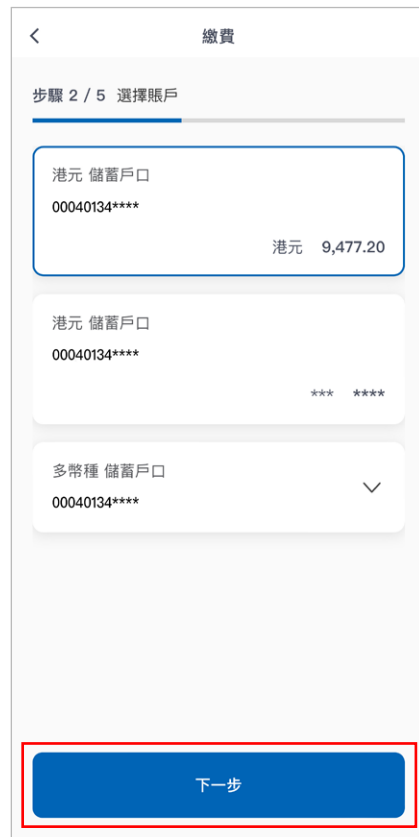 繳費
步驟 2 / 5 選擇賬戶
港元 儲蓄戶口
00040134****
港元 9,477.20
港元 儲蓄戶口
00040134****
*** ****
多幣種 儲蓄戶口
00040134****
下一步